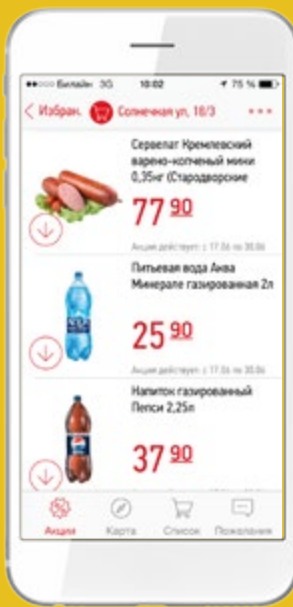 Билайн 3G 10:02 75 %
Избран. Солнечная ул, 18/3
Сервелат Кремлевский
варено-копченый мини
0,35кг (Стародворские
77 90
Акция действует: с 17.06 по 30.06
Питьевая вода Аква
Минерале газированная 2л
25 90
Акция действует: с 17.06 по 30.06
Напиток газированный
Пепси 2,25л
37 90
Акции Карта Список Пожелания